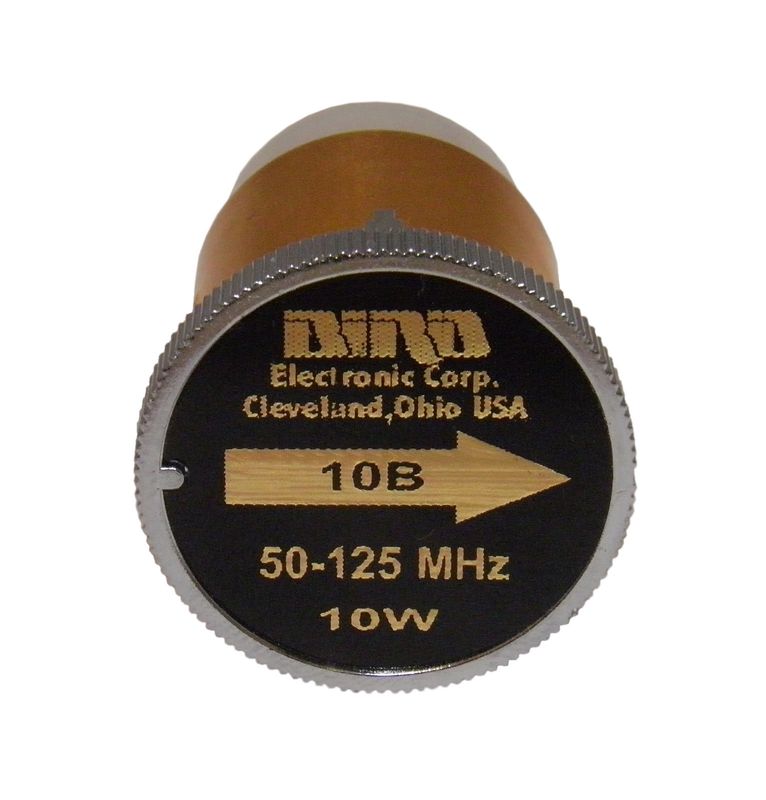 BIRD
Electronic Corp.
Cleveland, Ohio USA
10B
50-125 MHz
10W